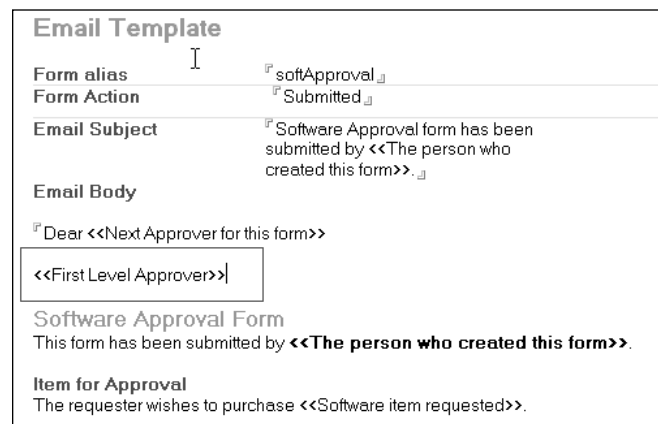 Email Template
Form alias softApproval
Form Action Submitted
Email Subject Software Approval form has been
submitted by <<The person who
created this form>>.
Email Body
Dear <<Next Approver for this form>>
<<First Level Approver>>
Software Approval Form
This form has been submitted by <<The person who created this form>>.
Item for Approval
The requester wishes to purchase <<Software item requested>>.